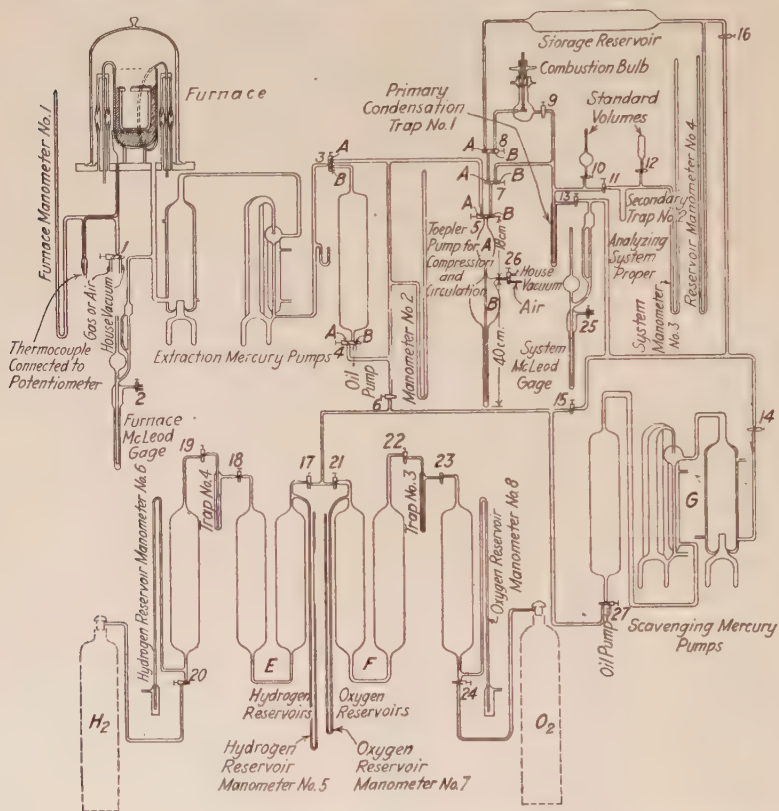 Furnace
Furnace Manometer No.1
Gas or Air
House Vacuum
Thermocouple
Connected to
Potentiometer
1
2
Furnace
McLeod
Gage
Extraction Mercury Pumps
3
A
B
4
A
B
Oil
Pump
6
Manometer No.2
Primary
Condensation
Trap No.1
Storage Reservoir
Combustion Bulb
16
9
Standard
Volumes
A
8
B
A
B
7
10
11
12
13
A
B
5
A
18cm
Toepler
Pump for
Compression
and
Circulation
26
House
Vacuum
Air
B
40cm.
Secondary
Analyzing
System
Proper
25
System
McLeod
Gage
System
Manometer
No.3
Reservoir Manometer No.4
15
14
G
27
Oil Pump
Scavenging Mercury
Pumps
19
18
17
21
22
23
Trap No.4
Trap No.3
Hydrogen Reservoir Manometer No.6
Oxygen Reservoir
Manometer No.8
E
F
20
24
Hydrogen
Reservoirs
Oxygen
Reservoirs
Hydrogen
Reservoir
Manometer No.5
Oxygen
Reservoir
Manometer No.7
H2
O2